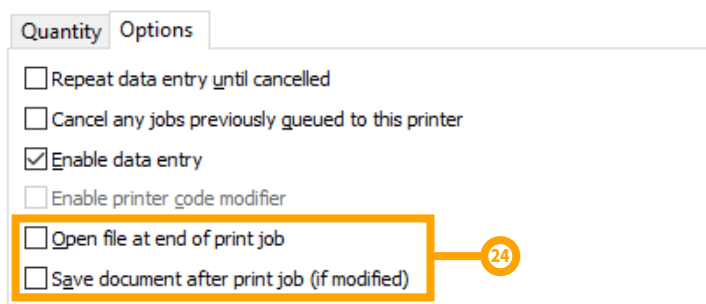 Quantity Options
Repeat data entry until cancelled
Cancel any jobs previously queued to this printer
Enable data entry
Enable printer code modifier
Open file at end of print job
24
Save document after print job (if modified)